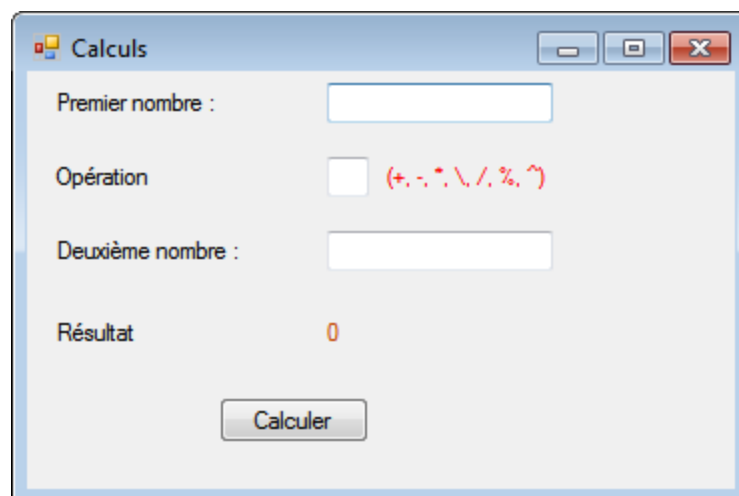 Calculs
Premier nombre :
Opération (+, -, *, \, /, %, ^)
Deuxième nombre :
Résultat 0
Calculer